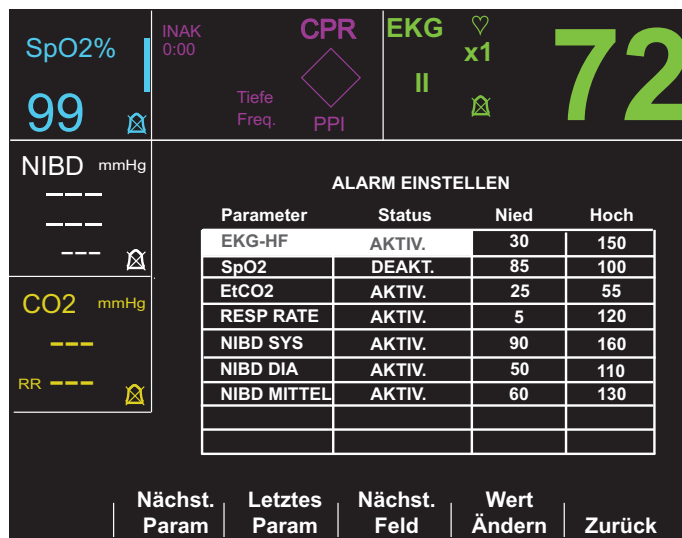 SpO2%
99
INAK
0:00
CPR
Tiefe
Freq.
PPI
EKG
x1
II
72
NIBD mmHg
---
---
---
CO2 mmHg
---
RR ---
ALARM EINSTELLEN
Parameter Status Nied Hoch
EKG-HF AKTIV. 30 150
SpO2 DEAKT. 85 100
EtCO2 AKTIV. 25 55
RESP RATE AKTIV. 5 120
NIBD SYS AKTIV. 90 160
NIBD DIA AKTIV. 50 110
NIBD MITTEL AKTIV. 60 130
Nächst. Letztes Nächst. Wert
Param Param Feld Ändern Zurück